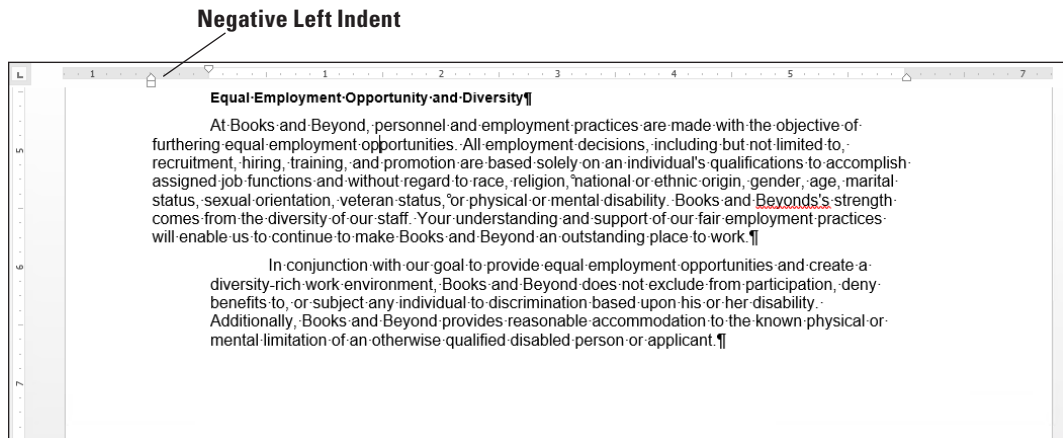 Negative Left Indent
L 1 1 2 3 4 5 7
Equal·Employment·Opportunity·and·Diversity¶
At·Books·and·Beyond,·personnel·and·employment·practices·are·made·with·the·objective·of·
furthering·equal·employment·opportunities.·All·employment·decisions,·including·but·not·limited·to,·
recruitment,·hiring,·training,·and·promotion·are·based·solely·on·an·individual's·qualifications·to·accomplish·
assigned·job·functions·and·without·regard·to·race,·religion,°national·or·ethnic·origin,·gender,·age,·marital·
status,·sexual·orientation,·veteran·status,°or·physical·or·mental·disability.·Books·and·Beyonds's·strength·
comes·from·the·diversity·of·our·staff.·Your·understanding·and·support·of·our·fair·employment·practices·
will·enable·us·to·continue·to·make·Books·and·Beyond·an·outstanding·place·to·work.¶
In·conjunction·with·our·goal·to·provide·equal·employment·opportunities·and·create·a·
diversity-rich·work·environment,·Books·and·Beyond·does·not·exclude·from·participation,·deny·
benefits·to,·or·subject·any·individual·to·discrimination·based·upon·his·or·her·disability.·
Additionally,·Books·and·Beyond·provides·reasonable·accommodation·to·the·known·physical·or·
mental·limitation·of·an·otherwise·qualified·disabled·person·or·applicant.¶
5
6
7